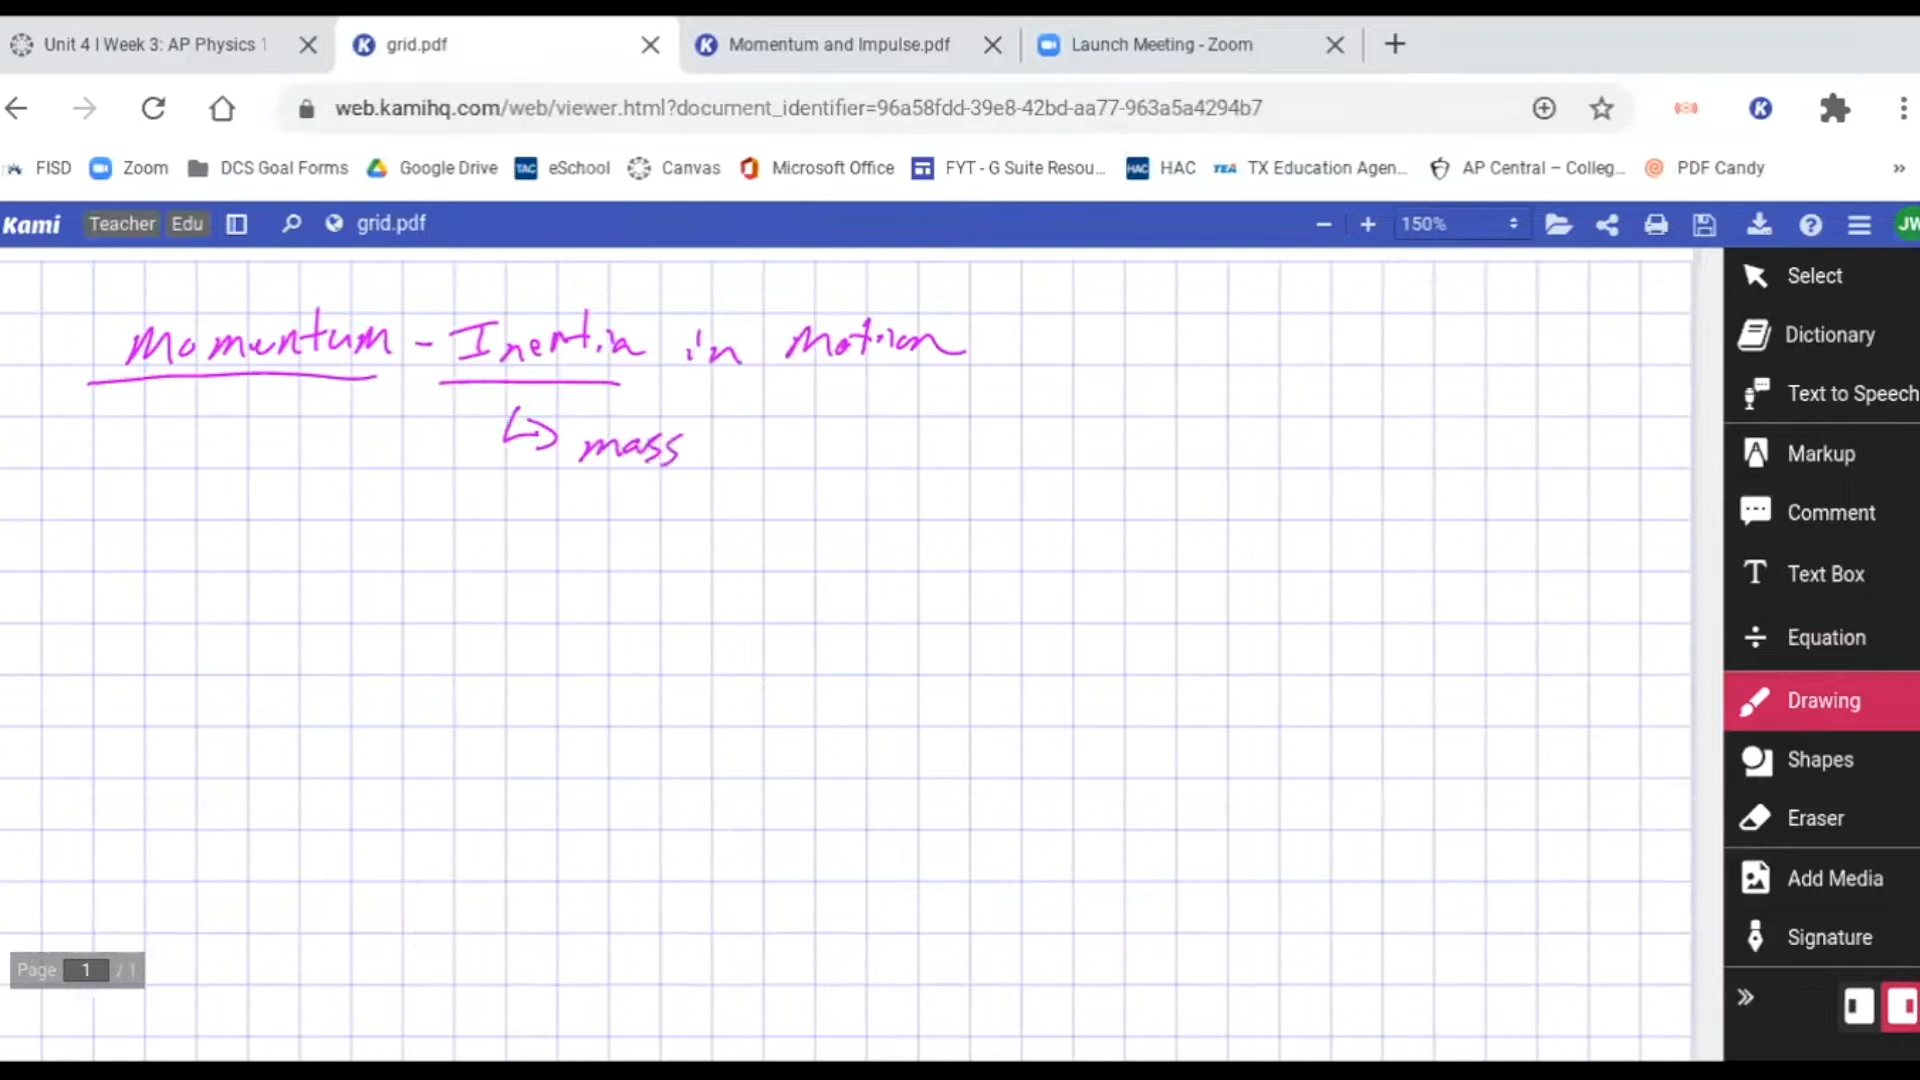 Unit 4 | Week 3: AP Physics 1
grid.pdf
Momentum and Impulse.pdf
Launch Meeting - Zoom
web.kamihq.com/web/viewer.html?document_identifier=96a58fdd-39e8-42bd-aa77-963a5a4294b7
FISD Zoom DCS Goal Forms Google Drive TAC eSchool Canvas Microsoft Office FYT - G Suite Resou... HAC HAC TEA TX Education Agen... AP Central – Colleg... PDF Candy
Kami Teacher Edu grid.pdf 150% JW
Momentum - Inertia in Motion
mass
Select
Dictionary
Text to Speech
Markup
Comment
Text Box
Equation
Drawing
Shapes
Eraser
Add Media
Signature
Page 1 / 1